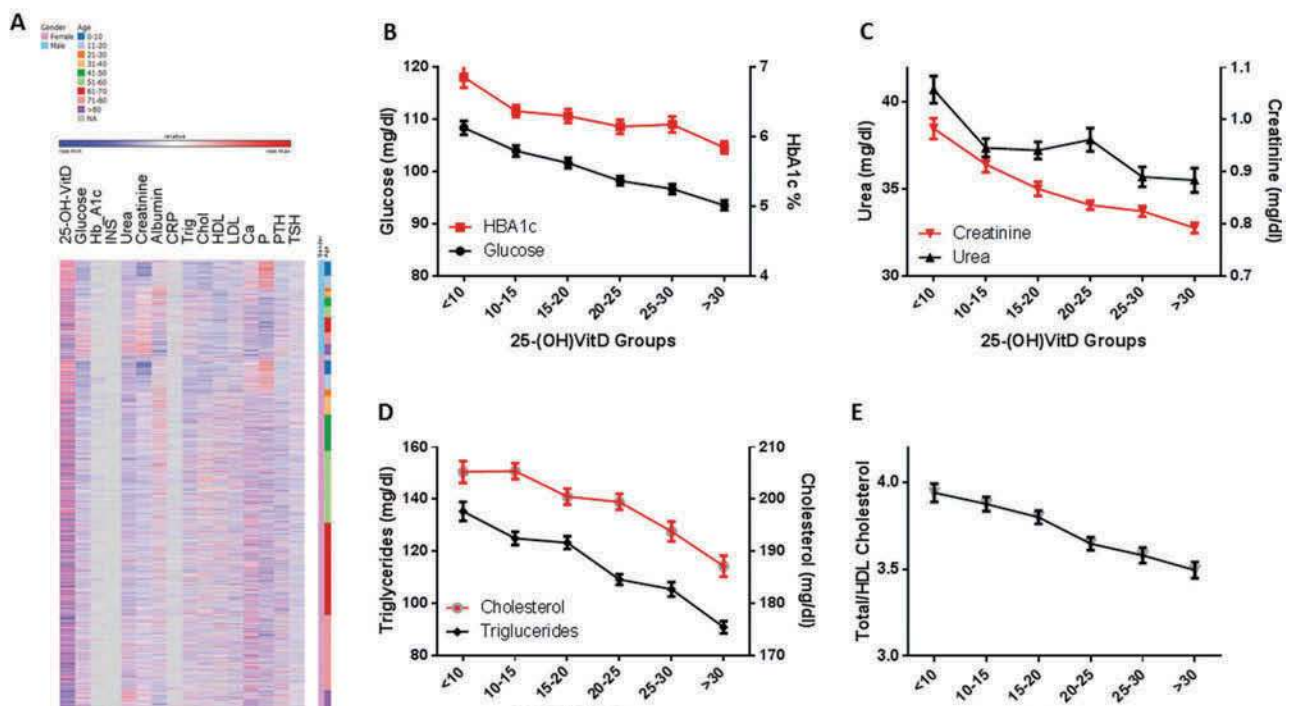 A
Gender Age
Female 0-10
Male 11-20
21-30
31-40
41-50
51-60
61-70
71-80
>80
NA
relative
25-OH-VitD
Glucose
Hb_A1c
INS
Urea
Creatinine
Albumin
CRP
Trig
Chol
HDL
LDL
Ca
P
PTH
TSH
Gender
Age
B
Glucose (mg/dl)
120
110
100
90
80
HbA1c %
7
6
5
4
HBA1c
Glucose
<10
10-15
15-20
20-25
25-30
>30
25-(OH)VitD Groups
C
Urea (mg/dl)
40
35
30
Creatinine (mg/dl)
1.1
1.0
0.9
0.8
0.7
Creatinine
Urea
<10
10-15
15-20
20-25
25-30
>30
25-(OH)VitD Groups
D
Triglycerides (mg/dl)
160
140
120
100
80
Cholesterol (mg/dl)
210
200
190
180
170
Cholesterol
Triglucerides
<10
10-15
15-20
20-25
25-30
>30
E
Total/HDL Cholesterol
4.0
3.5
3.0
<10
10-15
15-20
20-25
25-30
>30